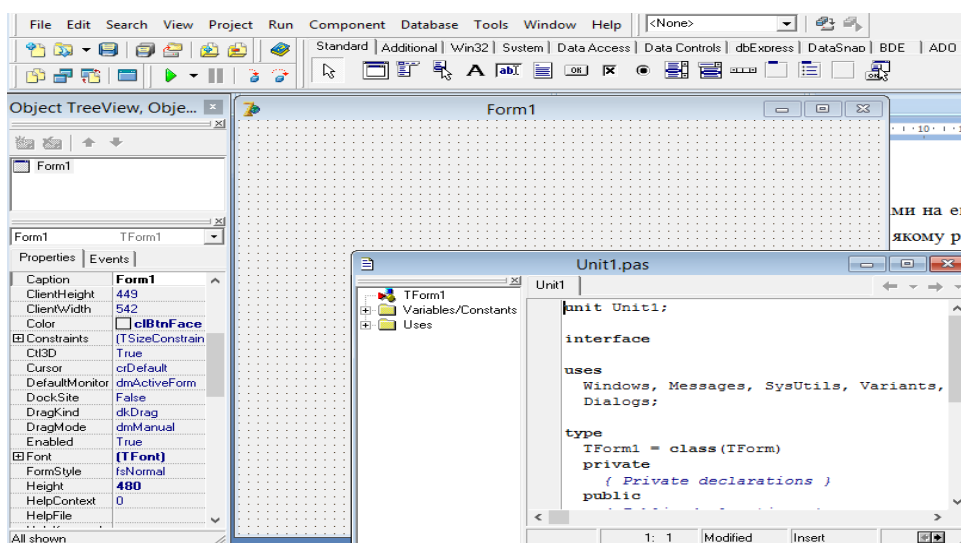 File Edit Search View Project Run Component Database Tools Window Help <None>
Standard Additional Win32 System Data Access Data Controls dbExpress DataSnap BDE ADO
Object TreeView, Obje...
Form1
Form1 TForm1
Properties Events
Caption Form1
ClientHeight 449
ClientWidth 542
Color clBtnFace
Constraints (TSizeConstrain
Ctl3D True
Cursor crDefault
DefaultMonitor dmActiveForm
DockSite False
DragKind dkDrag
DragMode dmManual
Enabled True
Font (TFont)
FormStyle fsNormal
Height 480
HelpContext 0
HelpFile
All shown
Form1
10
ми на
якому р
Unit1.pas
TForm1
Variables/Constants
Uses
Unit1
unit Unit1;
interface
uses
Windows, Messages, SysUtils, Variants,
Dialogs;
type
TForm1 = class(TForm)
private
{ Private declarations }
public
1: 1 Modified Insert